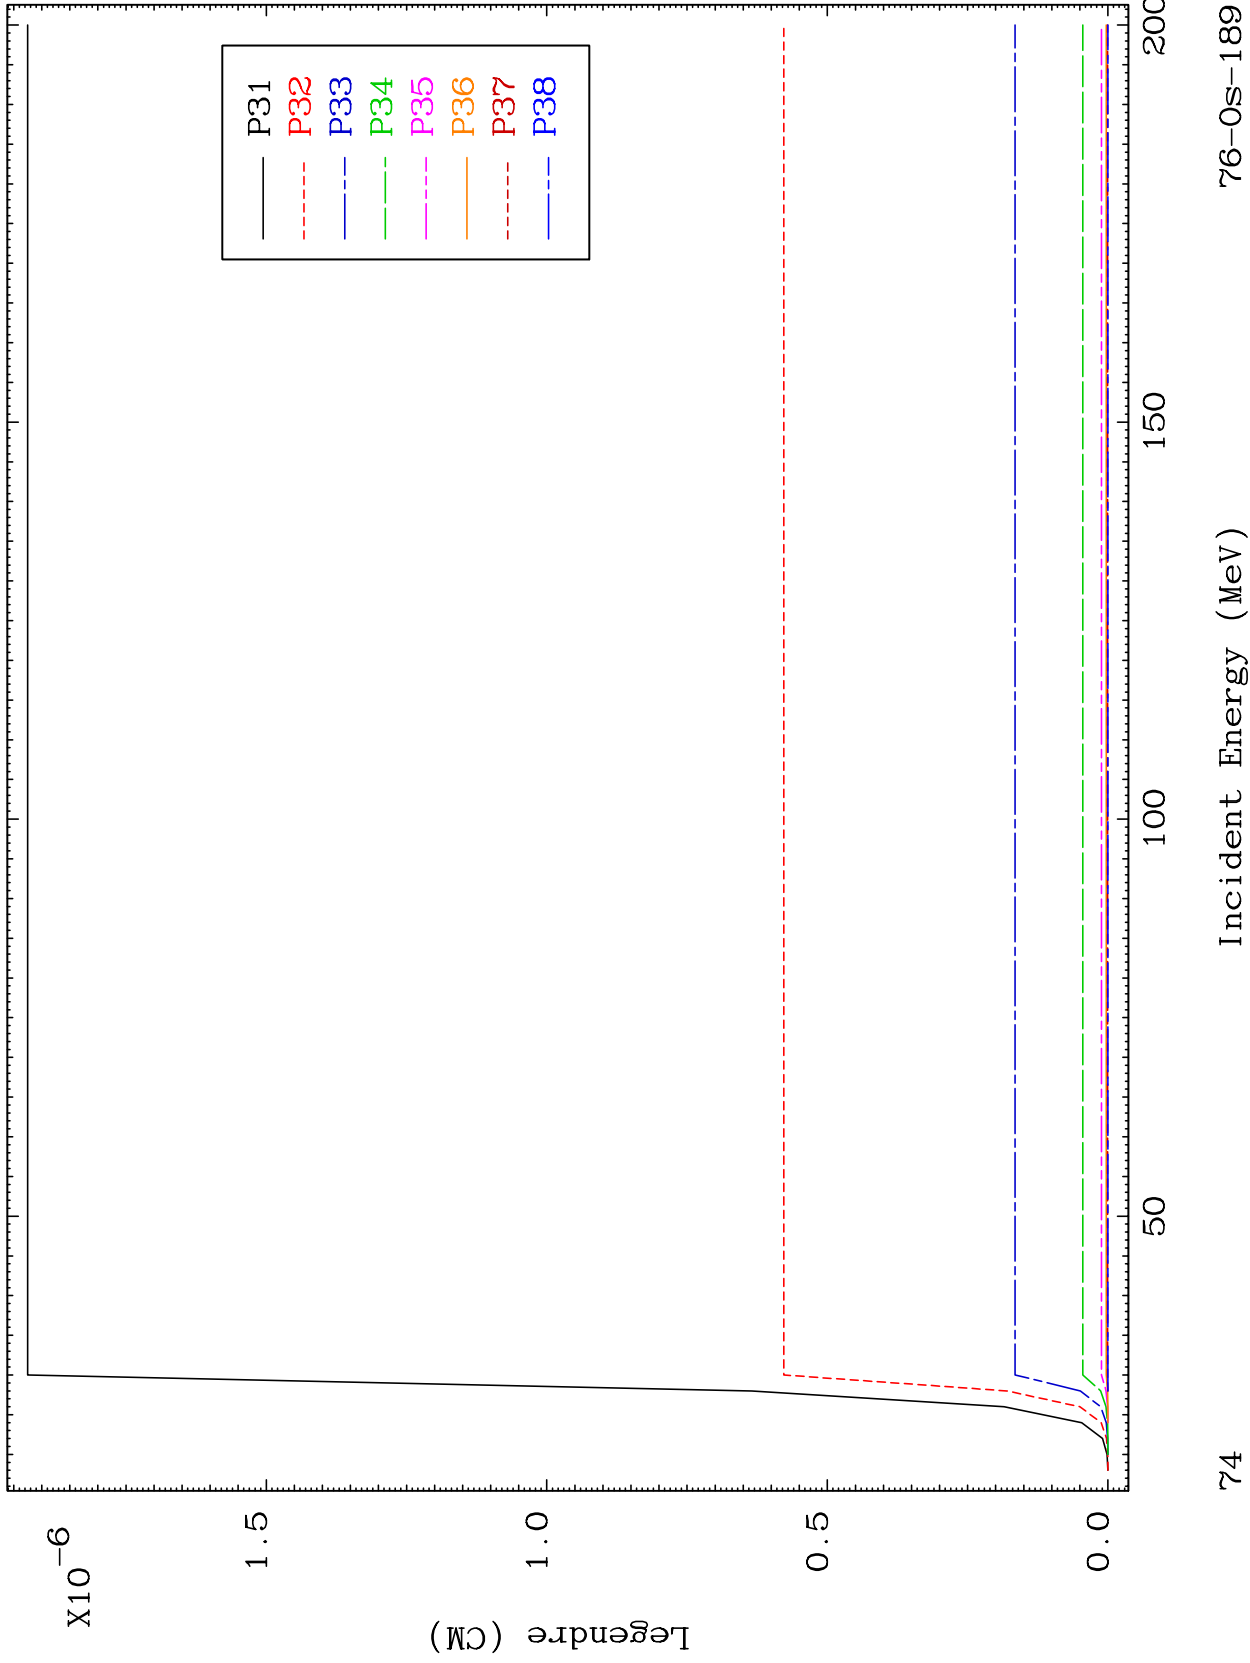 X10-6
Legendre (CM)
1.5
1.0
0.5
0.0
P31
P32
P33
P34
P35
P36
P37
P38
50
100
150
200
Incident Energy (MeV)
74
76-Os-189